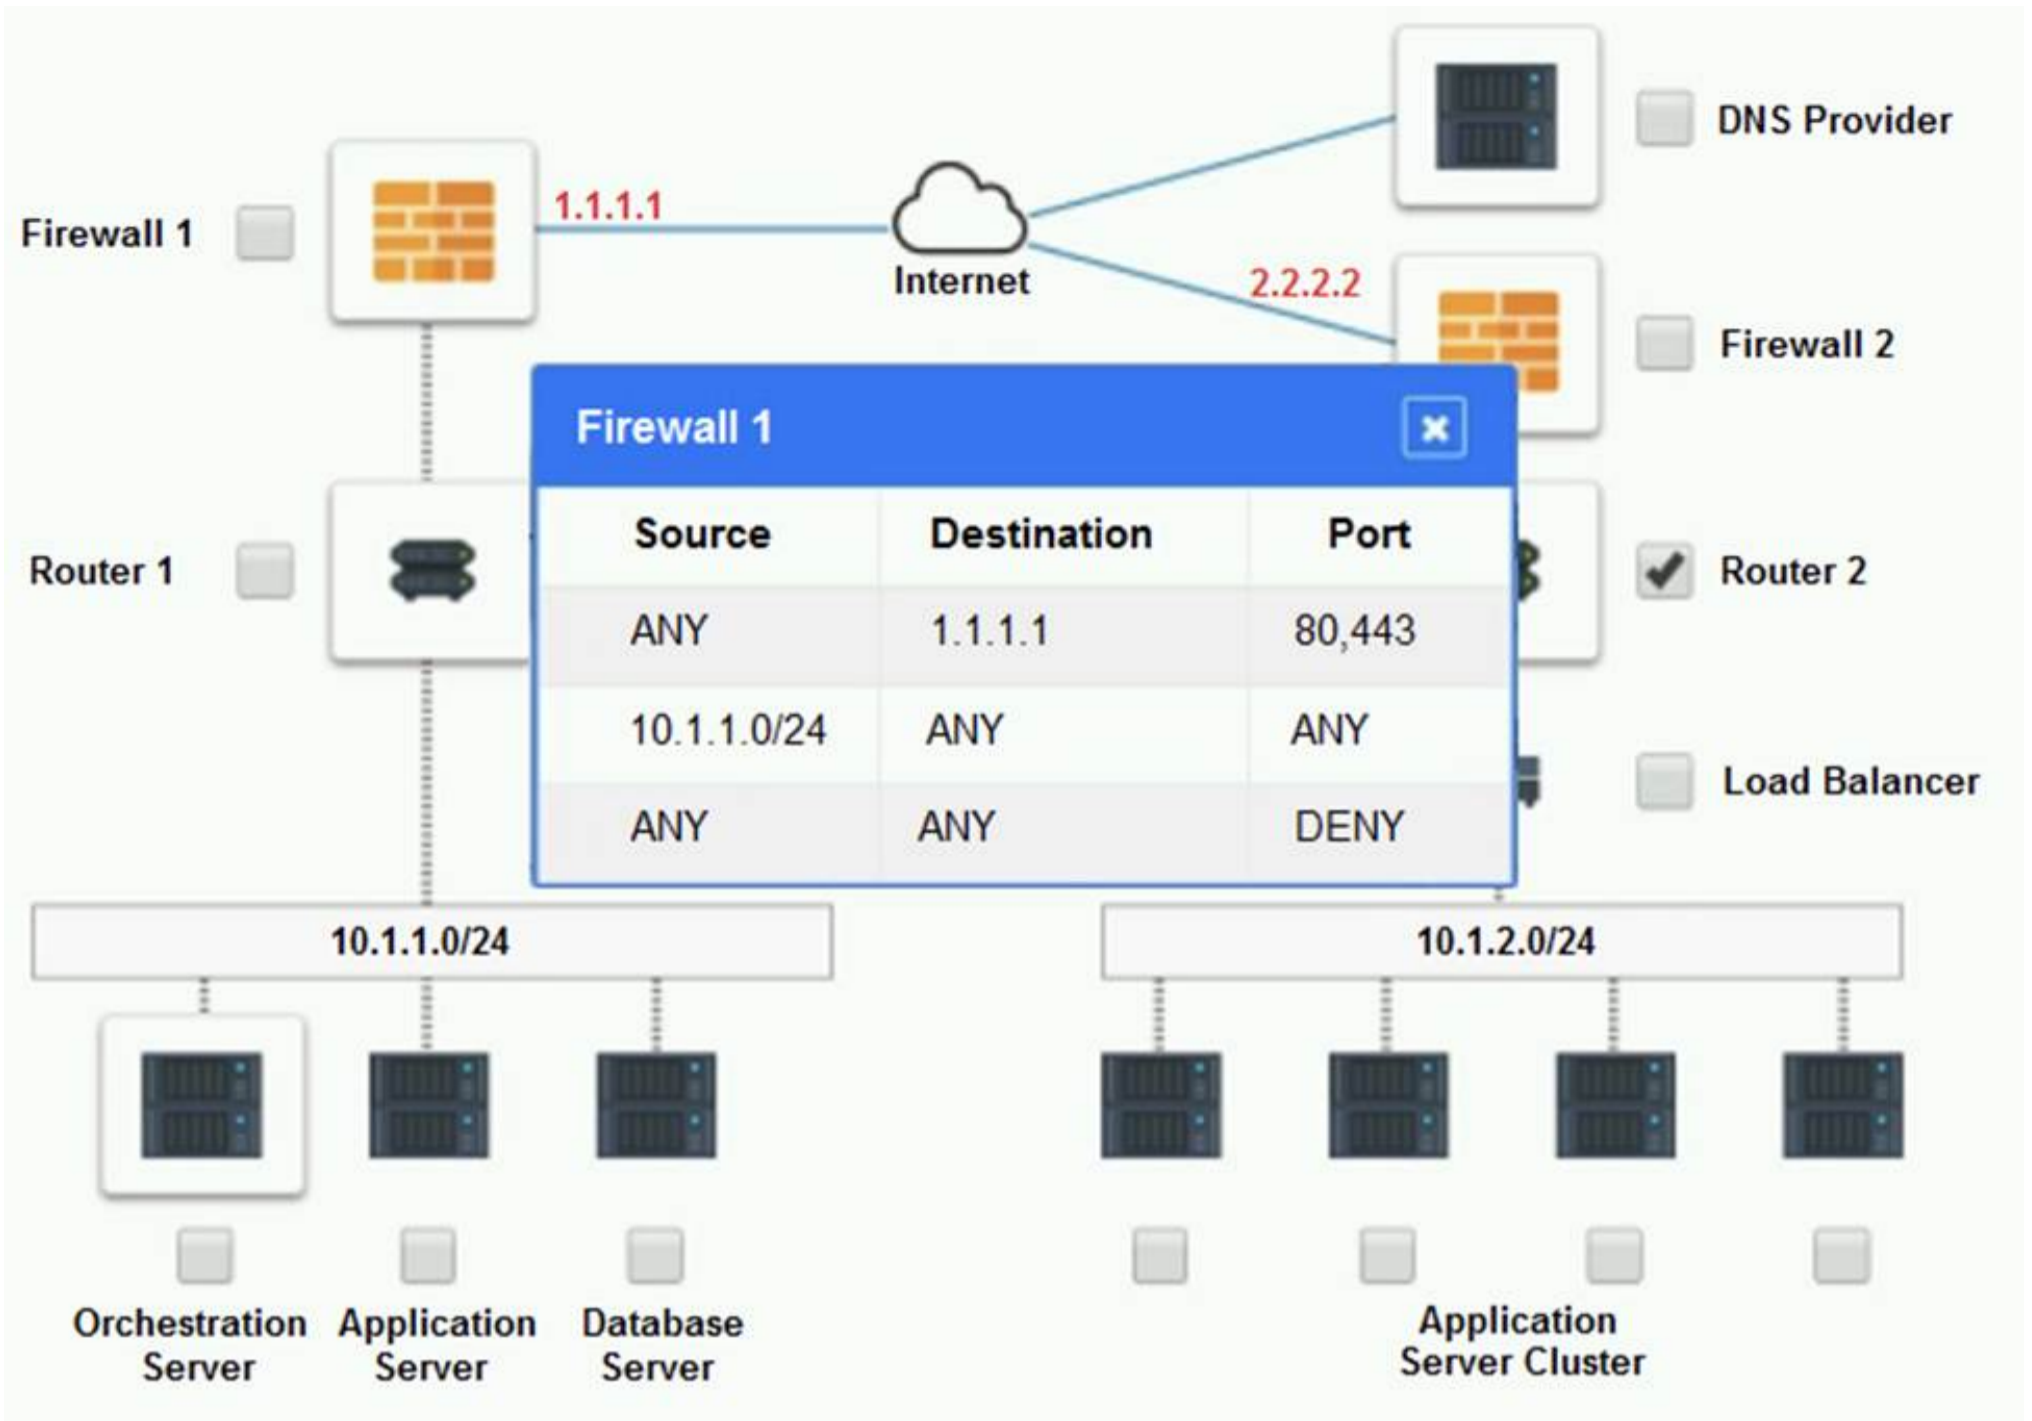 DNS Provider
Firewall 1
1.1.1.1
Internet
2.2.2.2
Firewall 2
Firewall 1
Source Destination Port
ANY 1.1.1.1 80,443
10.1.1.0/24 ANY ANY
ANY ANY DENY
Router 1
Router 2
Load Balancer
10.1.1.0/24
10.1.2.0/24
Orchestration
Server
Application
Server
Database
Server
Application
Server Cluster